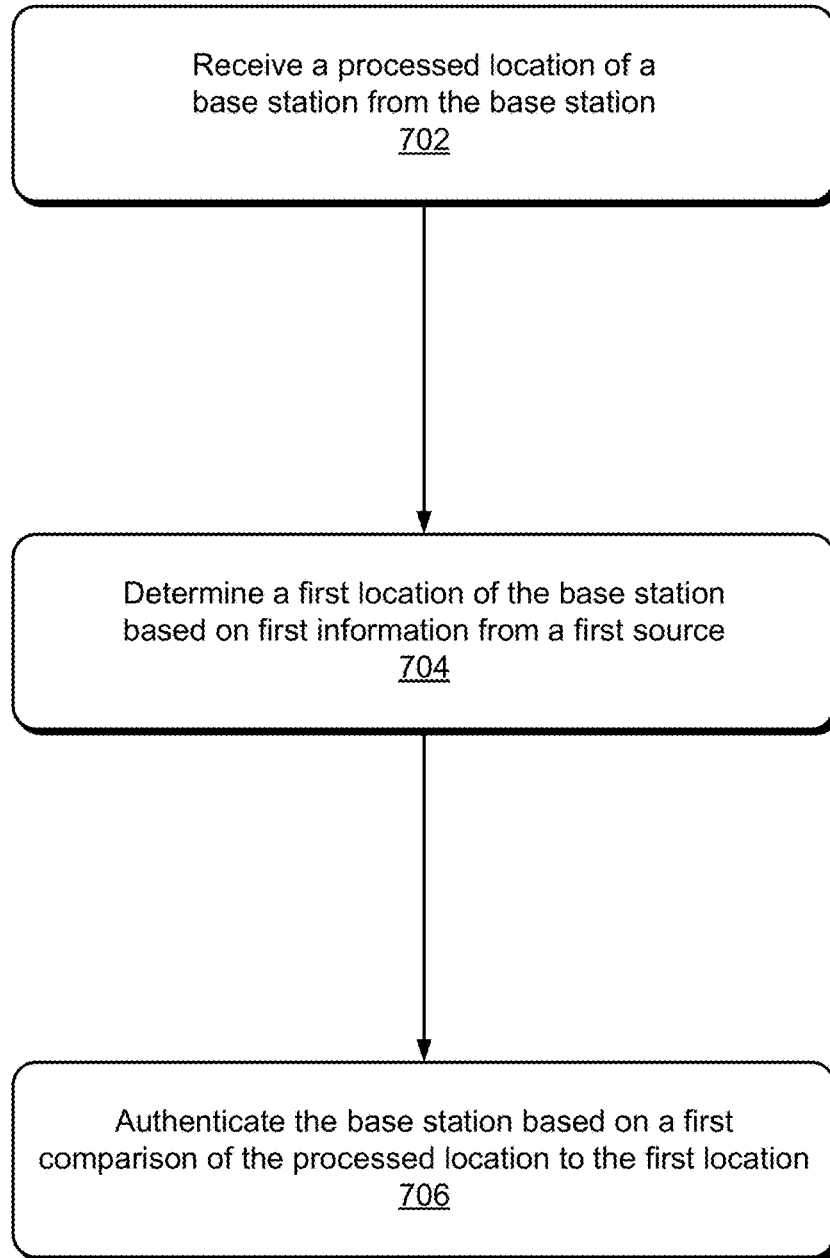 Receive a processed location of a
base station from the base station
702
Determine a first location of the base station
based on first information from a first source
704
Authenticate the base station based on a first
comparison of the processed location to the first location
706